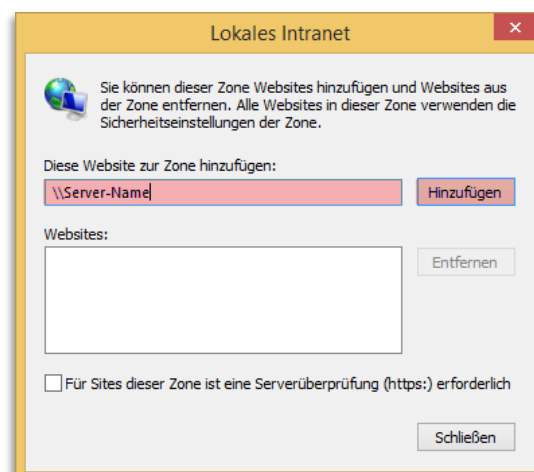 Lokales Intranet
Sie können dieser Zone Websites hinzufügen und Websites aus
der Zone entfernen. Alle Websites in dieser Zone verwenden die
Sicherheitseinstellungen der Zone.
Diese Website zur Zone hinzufügen:
\\Server-Name
Hinzufügen
Websites:
Entfernen
Für Sites dieser Zone ist eine Serverüberprüfung (https:) erforderlich
Schließen